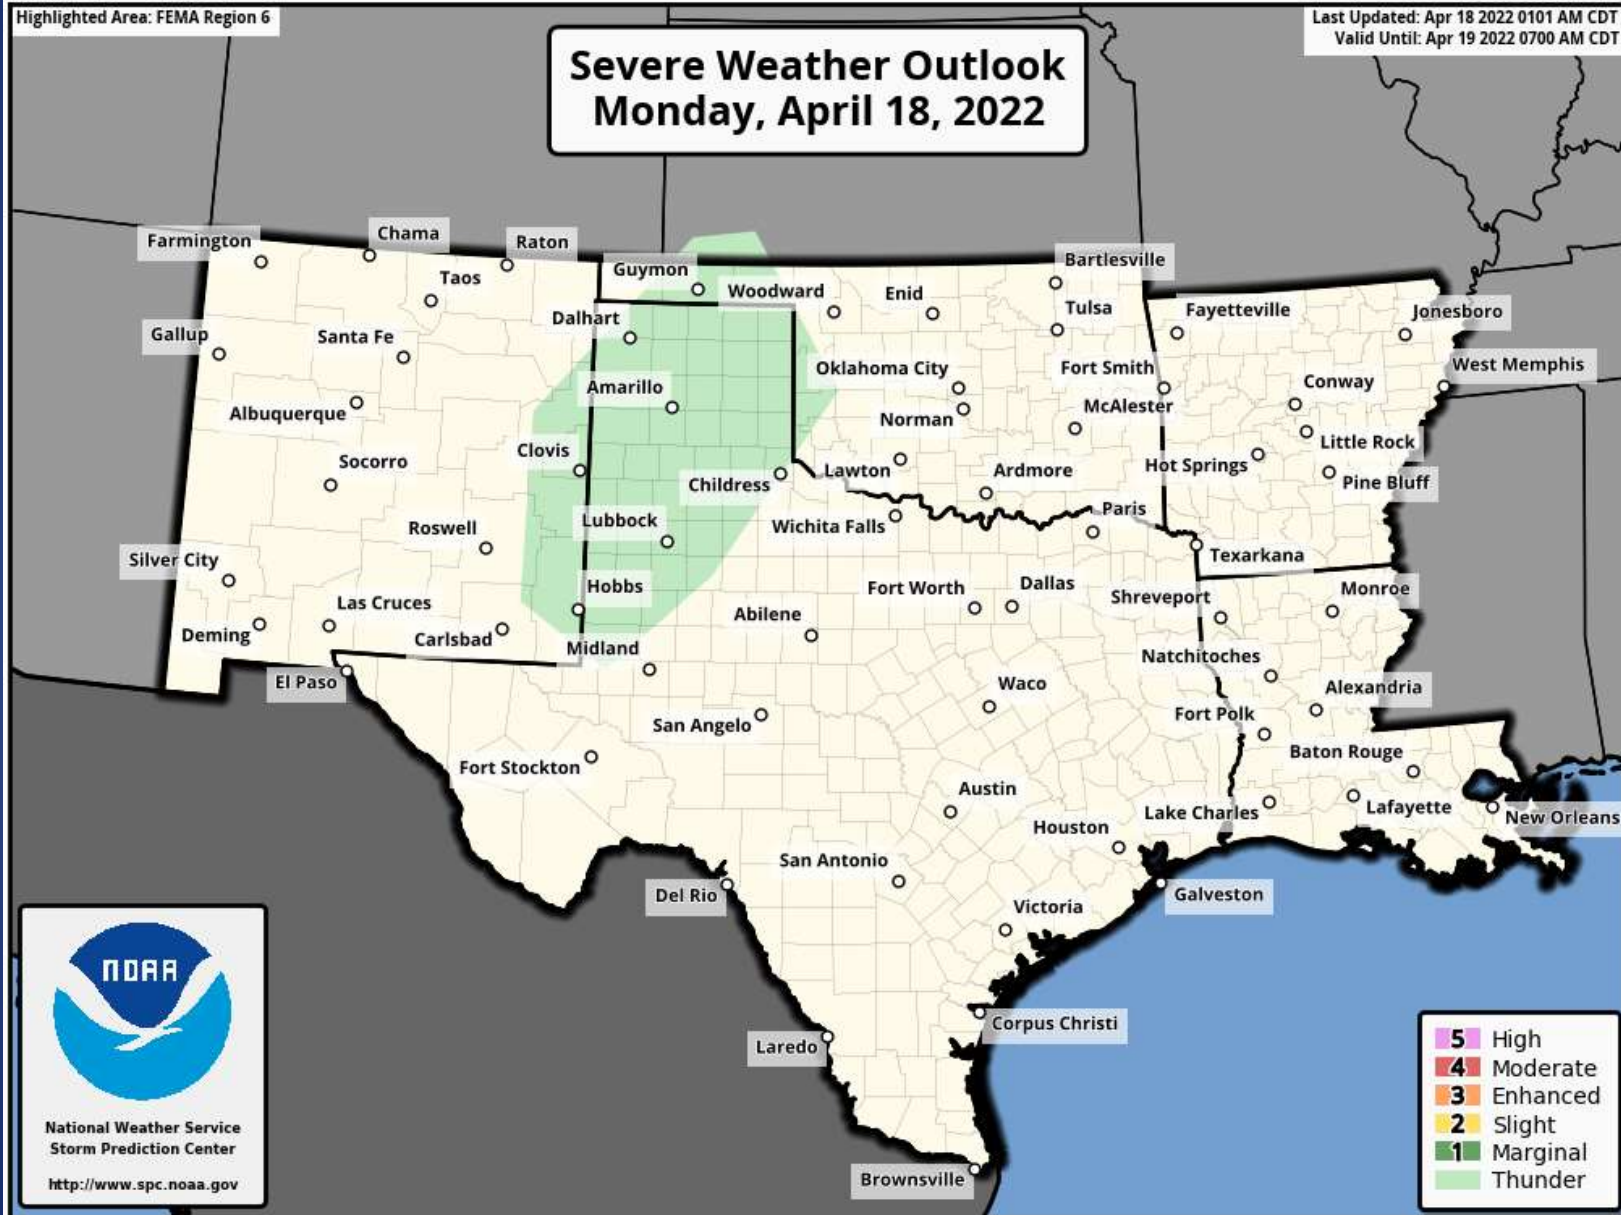 Highlighted Area: FEMA Region 6
Last Updated: Apr 18 2022 0101 AM CDT
Valid Until: Apr 19 2022 0700 AM CDT
Severe Weather Outlook
Monday, April 18, 2022
Farmington
Chama
Raton
Taos
Guymon
Woodward
Enid
Bartlesville
Tulsa
Fayetteville
Jonesboro
Gallup
Santa Fe
Dalhart
Oklahoma City
Fort Smith
West Memphis
Albuquerque
Amarillo
Norman
McAlester
Conway
Socorro
Clovis
Childress
Lawton
Ardmore
Hot Springs
Little Rock
Pine Bluff
Roswell
Lubbock
Wichita Falls
Paris
Texarkana
Silver City
Las Cruces
Hobbs
Fort Worth
Dallas
Shreveport
Monroe
Deming
Carlsbad
Midland
Abilene
Natchitoches
El Paso
San Angelo
Waco
Fort Polk
Alexandria
Fort Stockton
Baton Rouge
Austin
Houston
Lake Charles
Lafayette
New Orleans
San Antonio
Del Rio
Victoria
Galveston
Laredo
Corpus Christi
Brownsville
NOAA
National Weather Service
Storm Prediction Center
http://www.spc.noaa.gov
5 High
4 Moderate
3 Enhanced
2 Slight
1 Marginal
Thunder